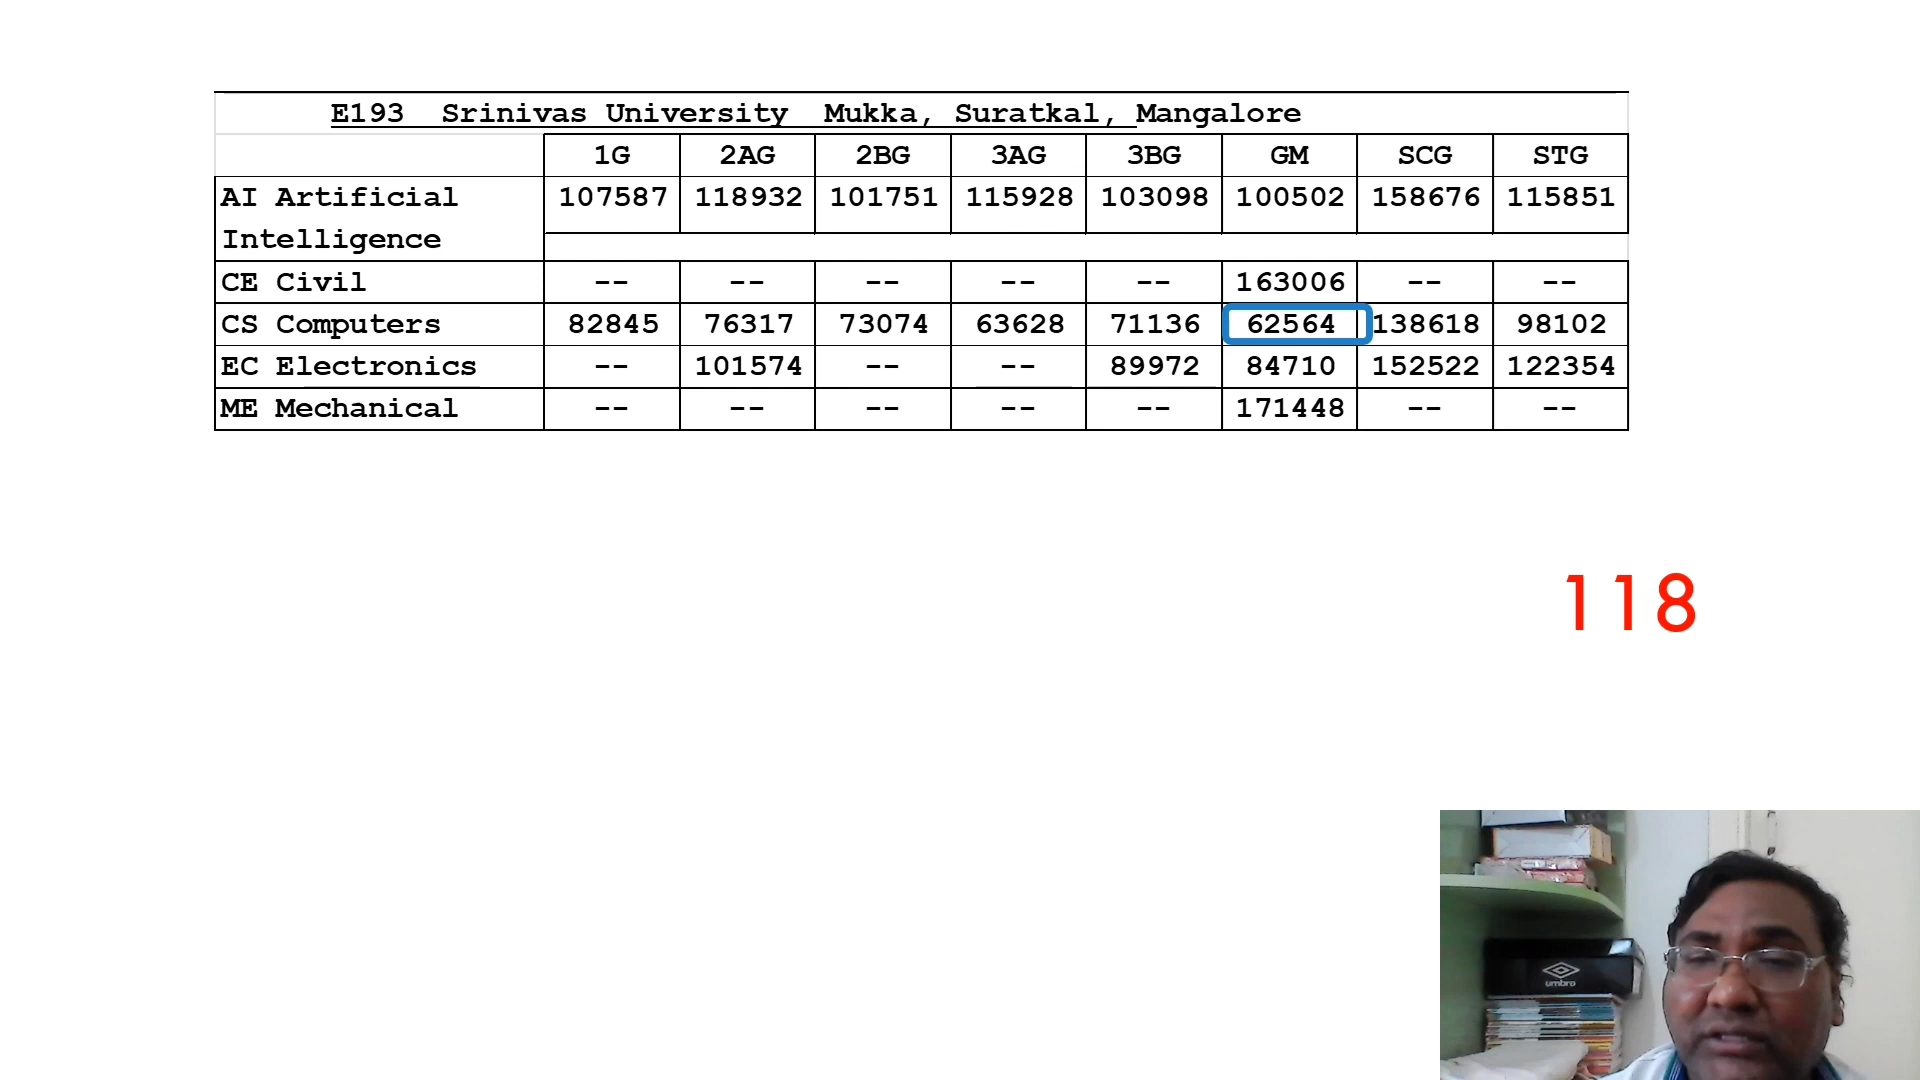 E193 Srinivas University Mukka, Suratkal, Mangalore
1G 2AG 2BG 3AG 3BG GM SCG STG
AI Artificial Intelligence 107587 118932 101751 115928 103098 100502 158676 115851
CE Civil -- -- -- -- -- 163006 -- --
CS Computers 82845 76317 73074 63628 71136 62564 138618 98102
EC Electronics -- 101574 -- -- 89972 84710 152522 122354
ME Mechanical -- -- -- -- -- 171448 -- --
118
umbro